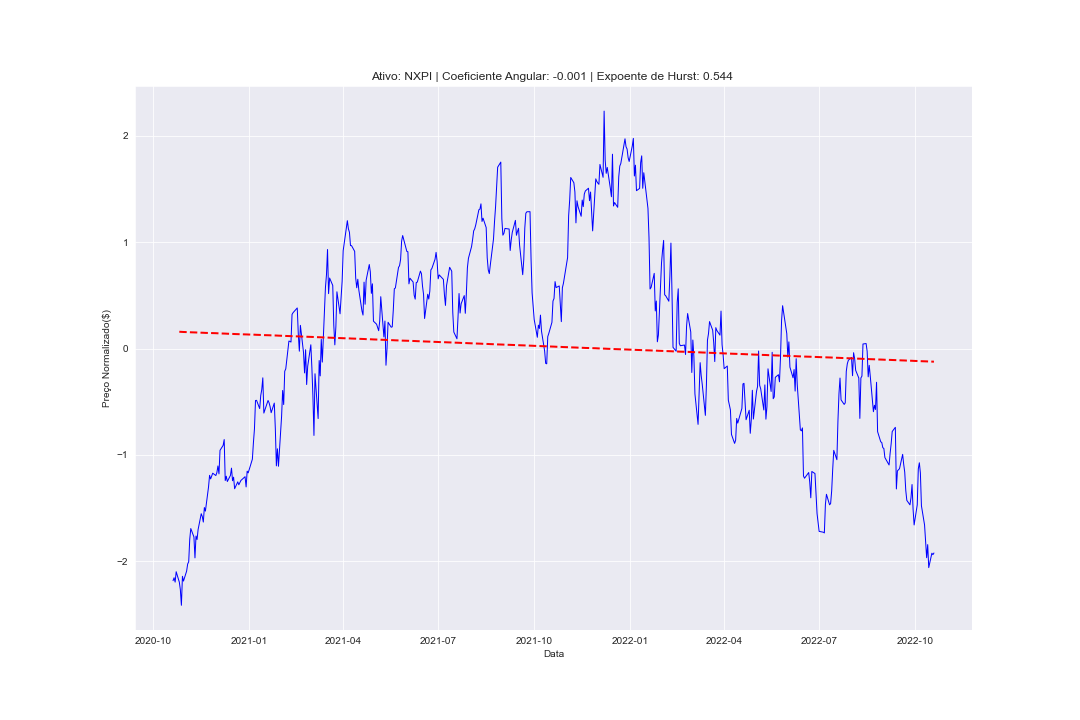 Ativo: NXPI | Coeficiente Angular: -0.001 | Expoente de Hurst: 0.544
Preço Normalizado($)
2
1
0
−1
−2
2020-10 2021-01 2021-04 2021-07 2021-10 2022-01 2022-04 2022-07 2022-10
Data